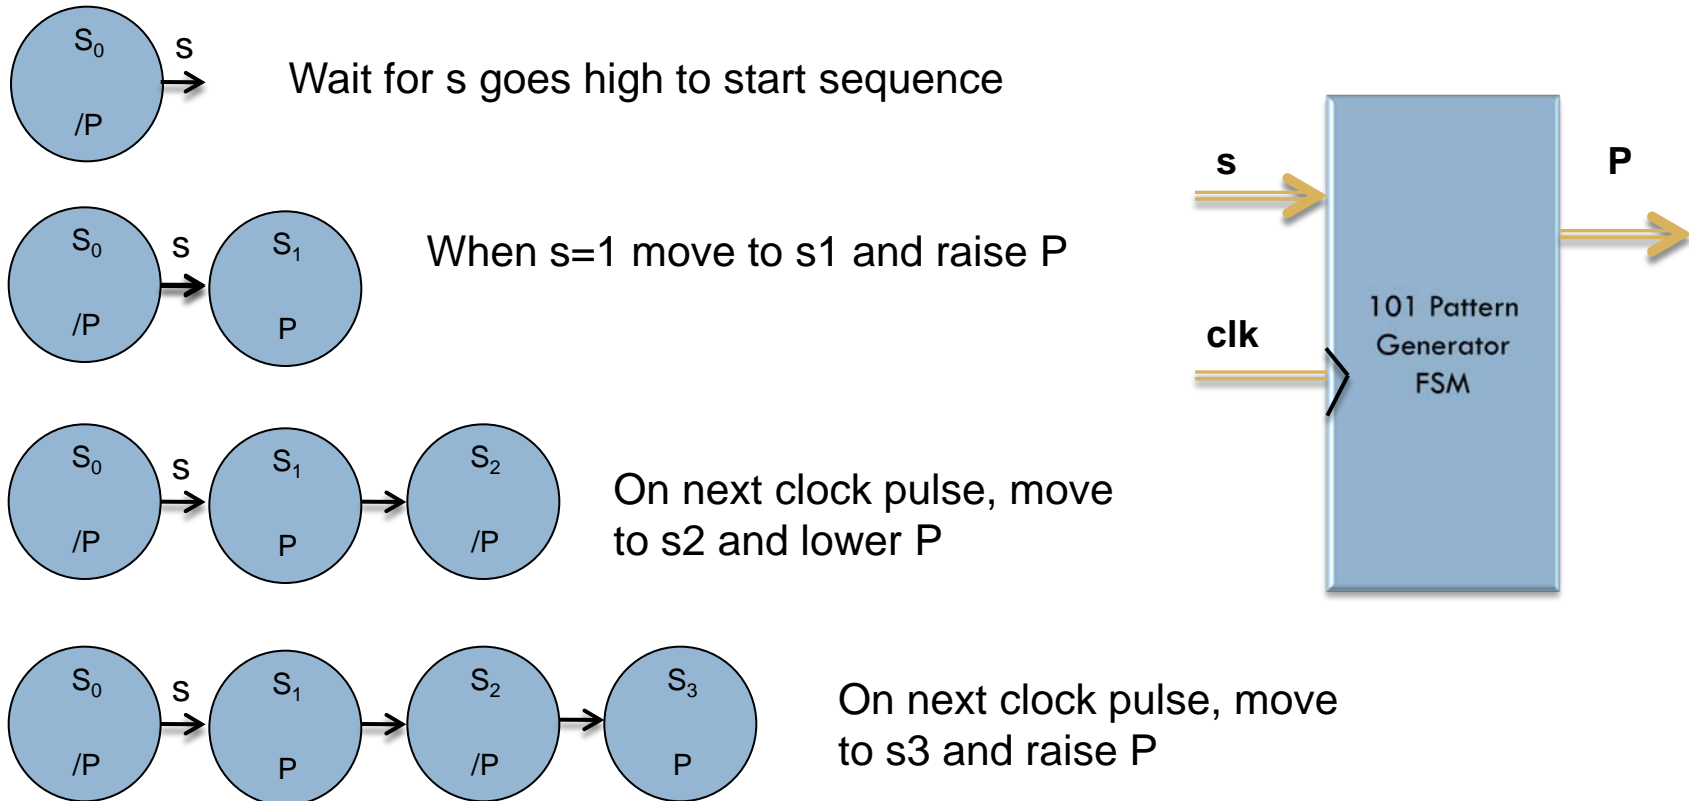 S0
s
/P
Wait for s goes high to start sequence
S0
s
S1
/P
P
When s=1 move to s1 and raise P
S0
s
S1
S2
/P
P
/P
On next clock pulse, move
to s2 and lower P
S0
s
S1
S2
S3
/P
P
/P
P
On next clock pulse, move
to s3 and raise P
s
P
clk
101 Pattern
Generator
FSM